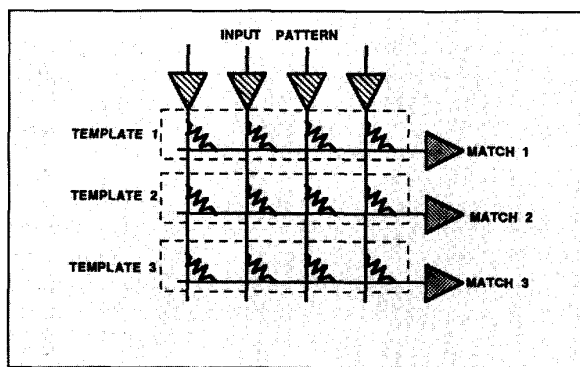 INPUT PATTERN
TEMPLATE 1
MATCH 1
TEMPLATE 2
MATCH 2
TEMPLATE 3
MATCH 3